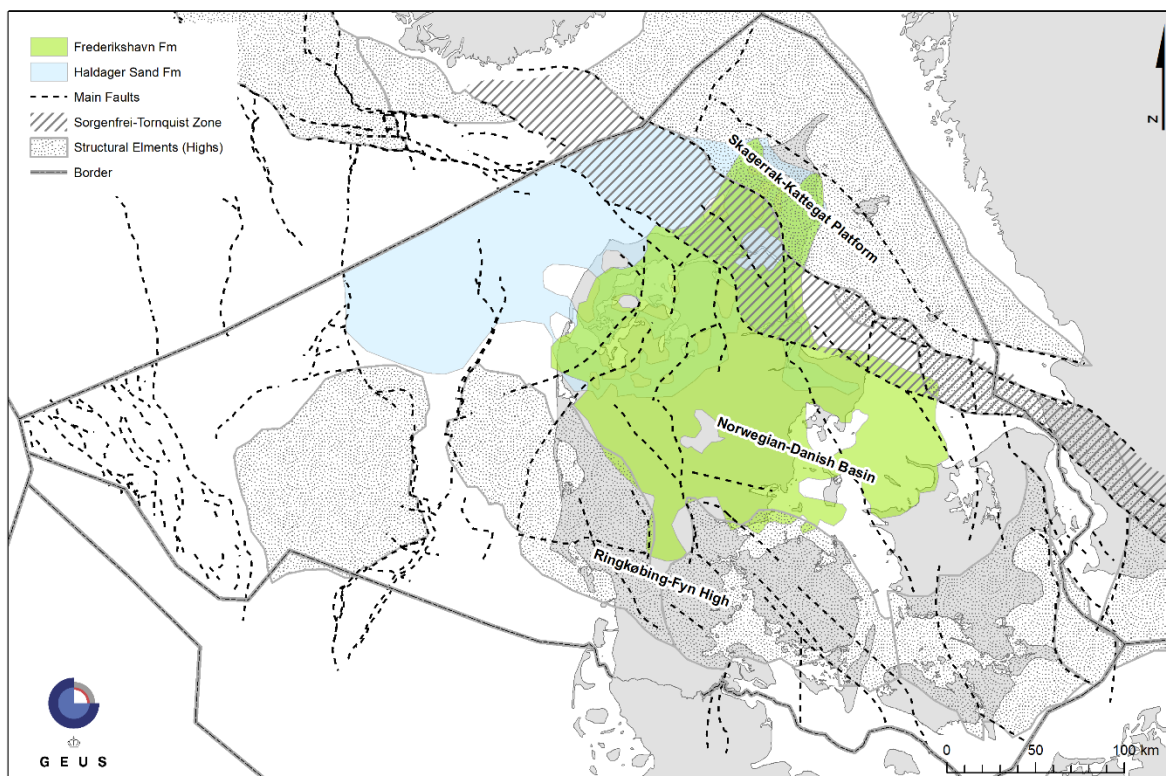 Frederikshavn Fm
Haldager Sand Fm
Main Faults
Sorgenfrei-Tornquist Zone
Structural Elments (Highs)
Border
N
Skagerrak-Kattegat Platform
Norwegian-Danish Basin
Ringkøbing-Fyn High
G E U S
0 50 100 km